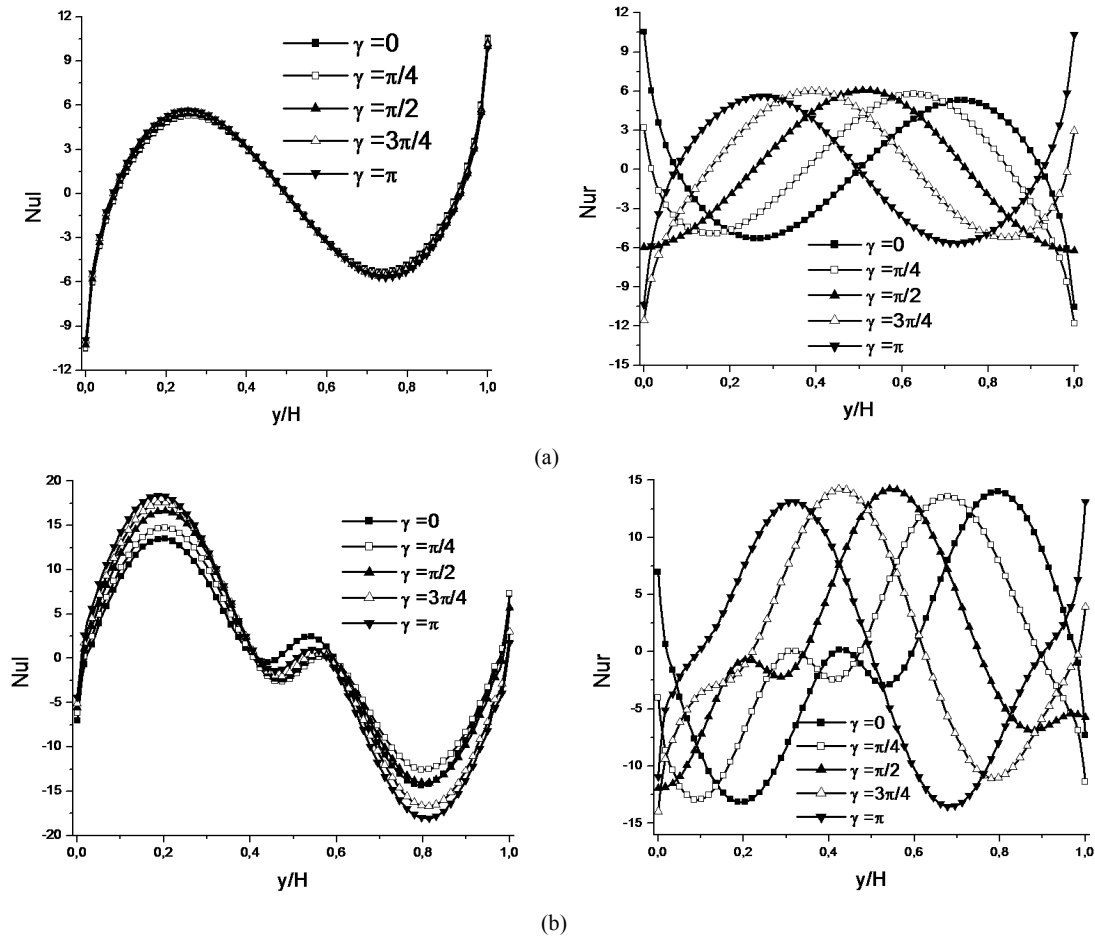 12
9
6
3
0
-3
-6
-9
-12
Nul
γ =0
γ =π/4
γ =π/2
γ =3π/4
γ =π
0,0
0,2
0,4
0,6
0,8
1,0
y/H
12
9
6
3
0
-3
-6
-9
-12
-15
Nur
γ =0
γ =π/4
γ =π/2
γ =3π/4
γ =π
0,0
0,2
0,4
0,6
0,8
1,0
y/H
(a)
20
15
10
5
0
-5
-10
-15
-20
Nul
γ =0
γ =π/4
γ =π/2
γ =3π/4
γ =π
0,0
0,2
0,4
0,6
0,8
1,0
y/H
15
10
5
0
-5
-10
-15
Nur
γ =0
γ =π/4
γ =π/2
γ =3π/4
γ =π
0,0
0,2
0,4
0,6
0,8
1,0
y/H
(b)